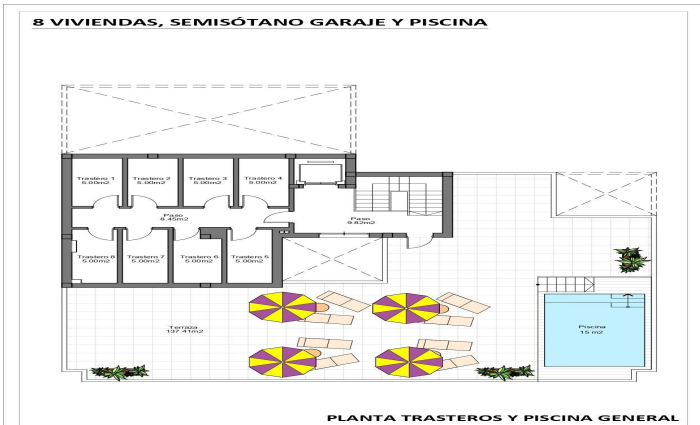 8 VIVIENDAS, SEMISÓTANO GARAJE Y PISCINA
Trastero 1
5.00m2
Trastero 2
5.00m2
Trastero 3
5.00m2
Trastero 4
5.00m2
Paso
8.45m2
Paso
9.82m2
Trastero 8
5.00m2
Trastero 7
5.00m2
Trastero 6
5.00m2
Trastero 5
5.00m2
Terraza
137.41m2
Piscina
15 m2
PLANTA TRASTEROS Y PISCINA GENERAL